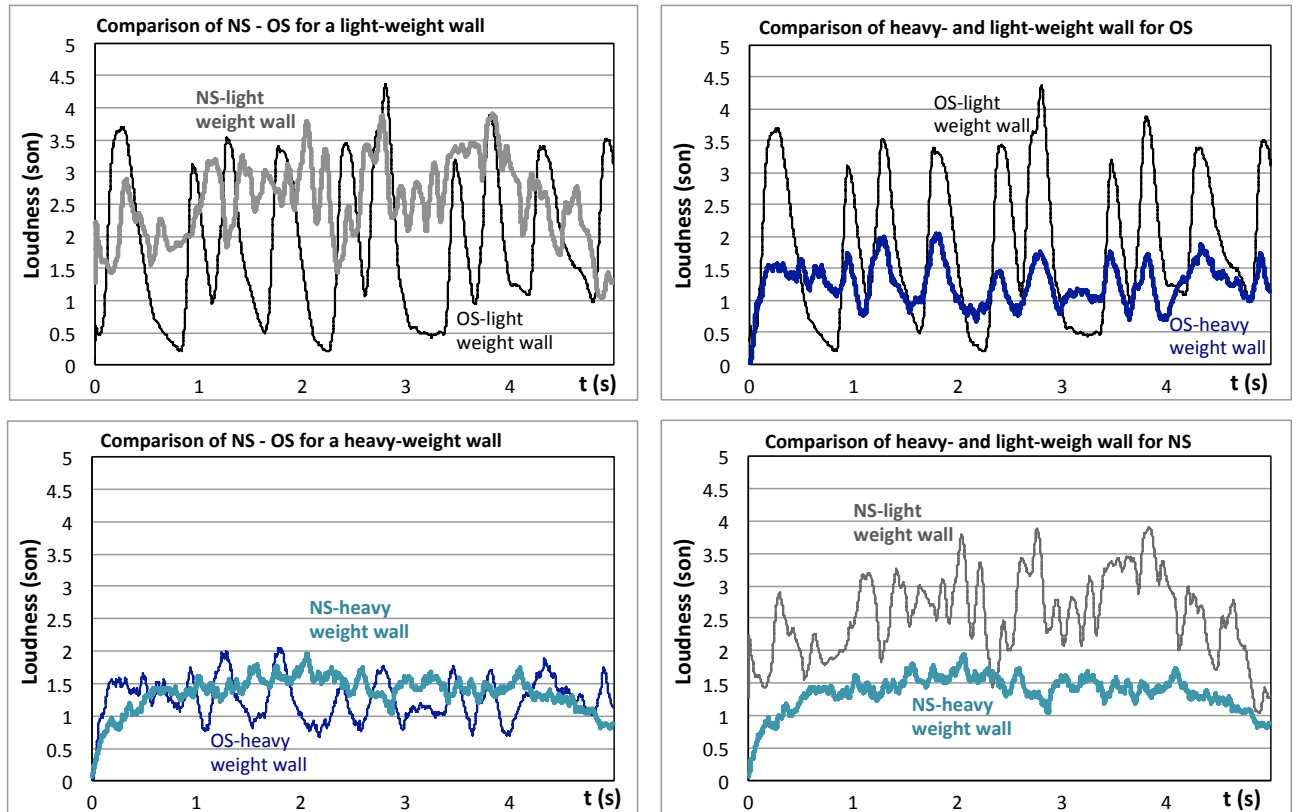 Comparison of NS - OS for a light-weight wall
5
4.5
4
3.5
3
2.5
2
1.5
1
0.5
0
Loudness (son)
NS-light
weight wall
OS-light
weight wall
0 1 2 3 4 t (s)
Comparison of heavy- and light-weight wall for OS
5
4.5
4
3.5
3
2.5
2
1.5
1
0.5
0
Loudness (son)
OS-light
weight wall
OS-heavy
weight wall
0 1 2 3 4 t (s)
Comparison of NS - OS for a heavy-weight wall
5
4.5
4
3.5
3
2.5
2
1.5
1
0.5
0
Loudness (son)
NS-heavy
weight wall
OS-heavy
weight wall
0 1 2 3 4 t (s)
Comparison of heavy- and light-weigh wall for NS
5
4.5
4
3.5
3
2.5
2
1.5
1
0.5
0
Loudness (son)
NS-light
weight wall
NS-heavy
weight wall
0 1 2 3 4 t (s)